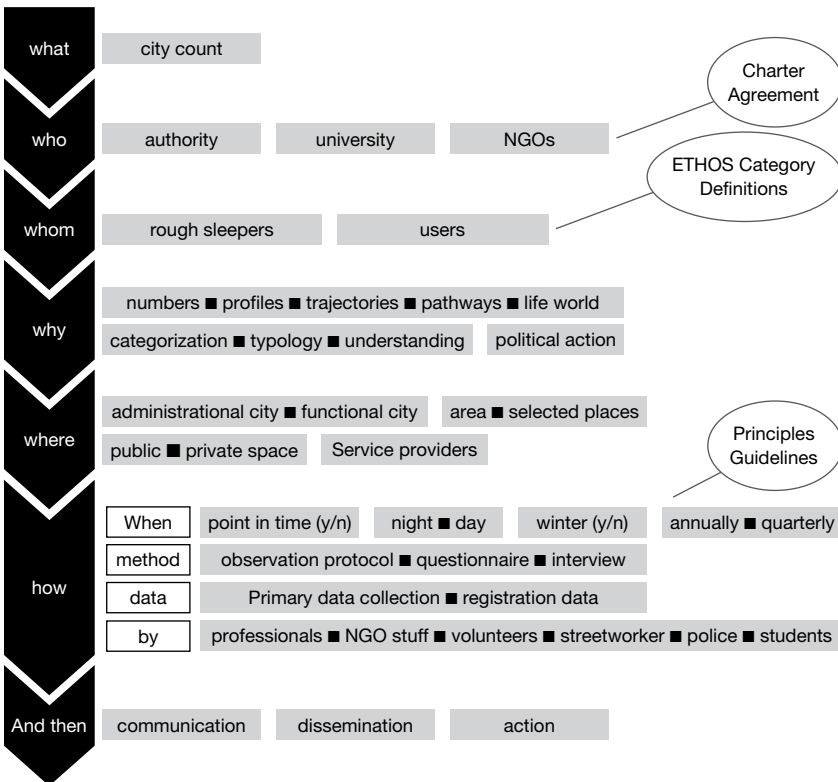 what
city count
Charter
Agreement
who
authority
university
NGOs
ETHOS Category
Definitions
whom
rough sleepers
users
why
numbers ■ profiles ■ trajectories ■ pathways ■ life world
categorization ■ typology ■ understanding
political action
where
administrational city ■ functional city
area ■ selected places
public ■ private space
Service providers
Principles
Guidelines
how
When
point in time (y/n)
night ■ day
winter (y/n)
annually ■ quarterly
method
observation protocol ■ questionnaire ■ interview
data
Primary data collection ■ registration data
by
professionals ■ NGO stuff ■ volunteers ■ streetworker ■ police ■ students
And then
communication
dissemination
action